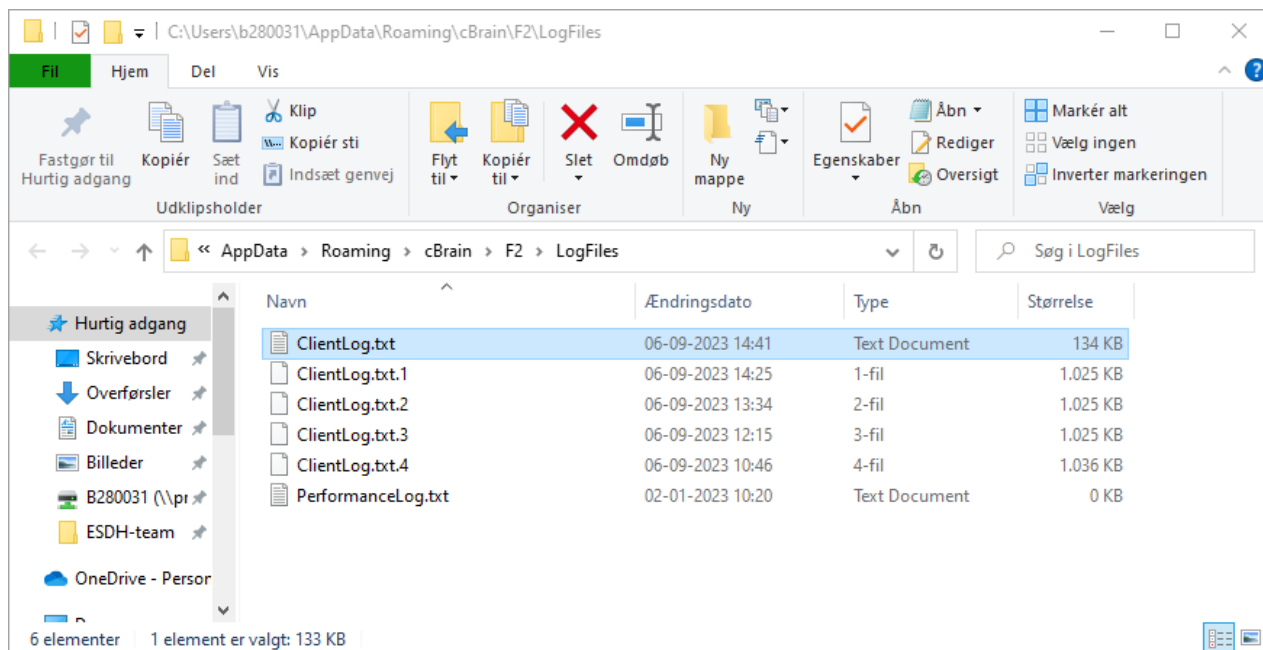 C:\Users\b280031\AppData\Roaming\cBrain\F2\LogFiles
Fil Hjem Del Vis
Fastgør til Hurtig adgang
Kopiér
Sæt ind
Klip
Kopiér sti
Indsæt genvej
Udklipsholder
Flyt til
Kopiér til
Slet
Omdøb
Organiser
Ny mappe
Ny
Egenskaber
Åbn
Rediger
Oversigt
Åbn
Markér alt
Vælg ingen
Inverter markeringen
Vælg
« AppData › Roaming › cBrain › F2 › LogFiles
Søg i LogFiles
Hurtig adgang
Skrivebord
Overførsler
Dokumenter
Billeder
B280031 (\\pr
ESDH-team
OneDrive - Person
Navn Ændringsdato Type Størrelse
ClientLog.txt 06-09-2023 14:41 Text Document 134 KB
ClientLog.txt.1 06-09-2023 14:25 1-fil 1.025 KB
ClientLog.txt.2 06-09-2023 13:34 2-fil 1.025 KB
ClientLog.txt.3 06-09-2023 12:15 3-fil 1.025 KB
ClientLog.txt.4 06-09-2023 10:46 4-fil 1.036 KB
PerformanceLog.txt 02-01-2023 10:20 Text Document 0 KB
6 elementer 1 element er valgt: 133 KB